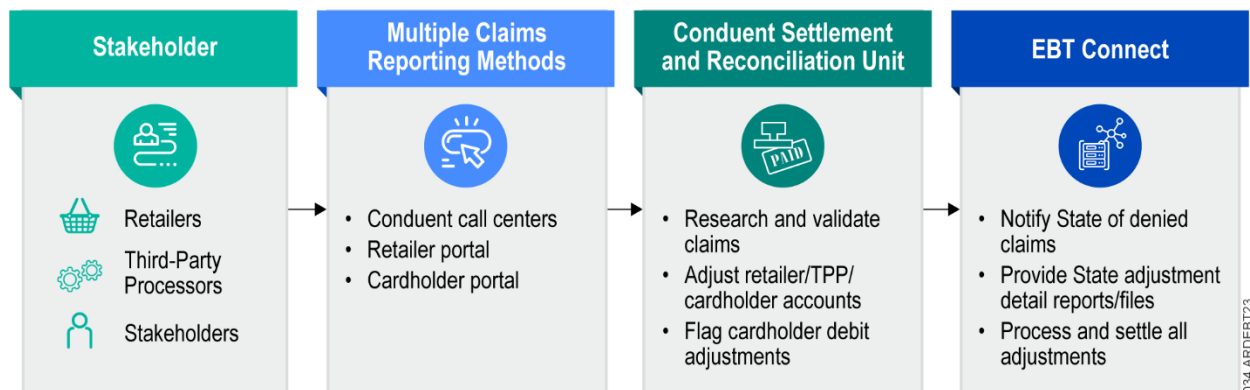 Stakeholder
Retailers
Third-Party
Processors
Stakeholders
Multiple Claims
Reporting Methods
• Conduent call centers
• Retailer portal
• Cardholder portal
Conduent Settlement
and Reconciliation Unit
PAID
• Research and validate
claims
• Adjust retailer/TPP/
cardholder accounts
• Flag cardholder debit
adjustments
EBT Connect
• Notify State of denied
claims
• Provide State adjustment
detail reports/files
• Process and settle all
adjustments
034.ARDEBT23